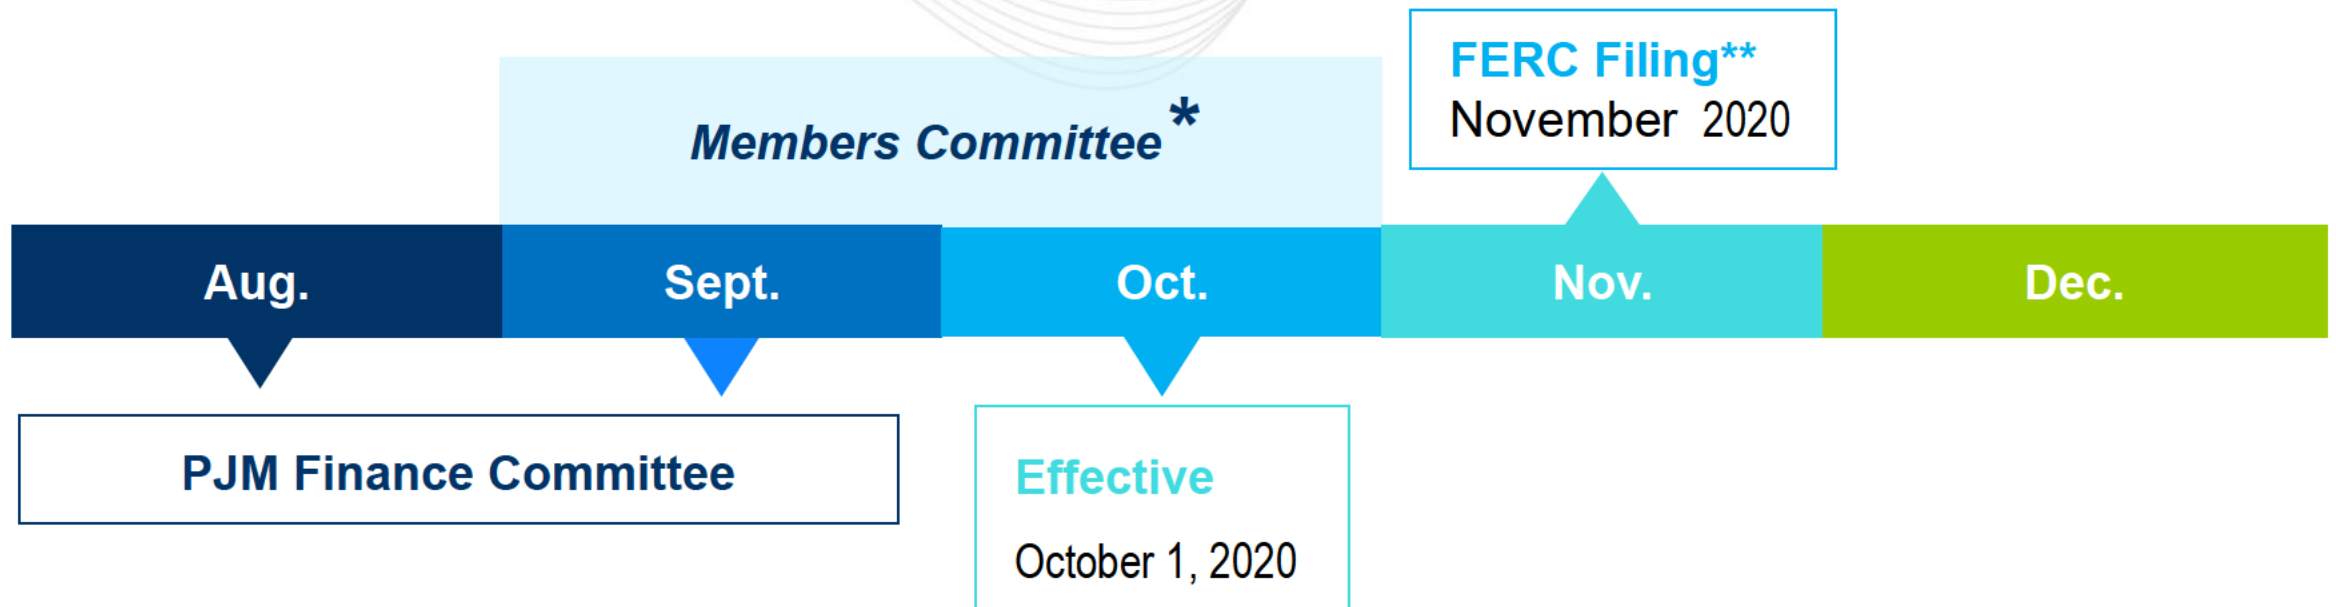 FERC Filing**
November 2020
Members Committee*
Aug.
Sept.
Oct.
Nov.
Dec.
PJM Finance Committee
Effective
October 1, 2020